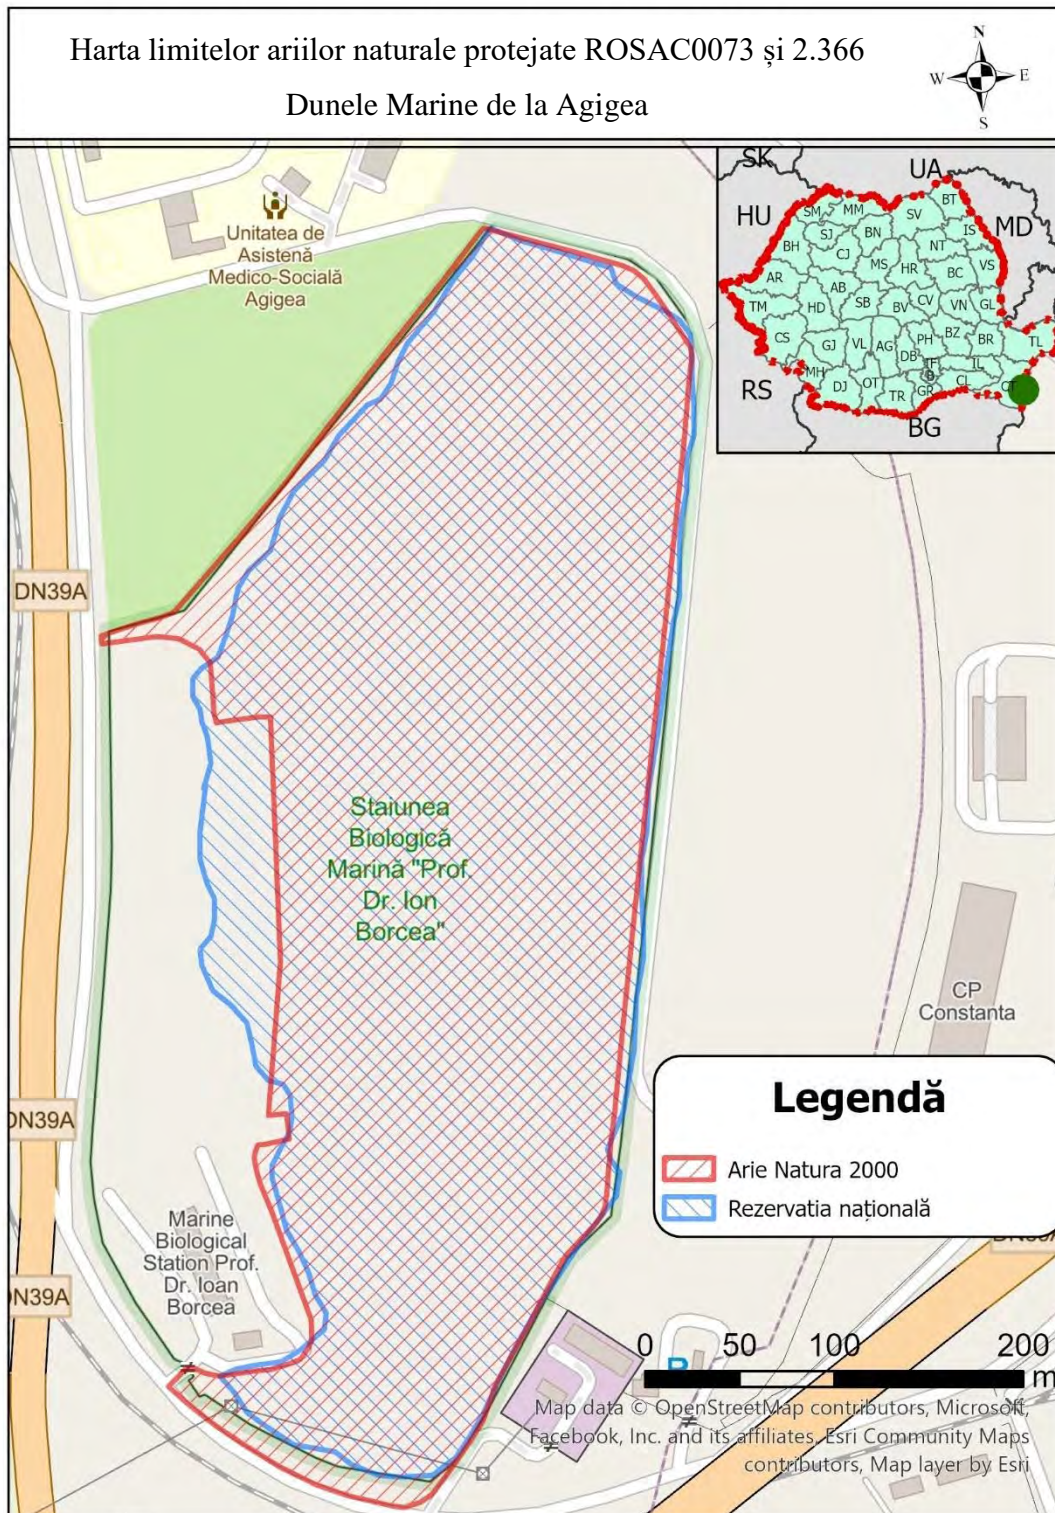 Harta limitelor ariilor naturale protejate ROSAC0073 și 2.366
Dunele Marine de la Agigea
N
W
E
S
SK
UA
HU
MD
RS
BG
SM
MM
SV
BT
BH
SJ
BN
IS
CJ
NT
MS
HR
BC
VS
AR
AB
TM
HD
SB
BV
CV
VN
GL
CS
GJ
VL
AG
PH
BZ
BR
TL
DB
IF
IL
MH
B
DJ
OT
TR
GR
CL
CT
Unitatea de
Asistenă
Medico-Socială
Agigea
DN39A
Staiunea
Biologică
Marină "Prof.
Dr. Ion
Borcea"
CP
Constanta
DN39A
Marine
Biological
Station Prof.
Dr. Ioan
Borcea
DN39A
Legendă
Arie Natura 2000
Rezervatia națională
0 50 100 200
m
P
Map data © OpenStreetMap contributors, Microsoft,
Facebook, Inc. and its affiliates, Esri Community Maps
contributors, Map layer by Esri